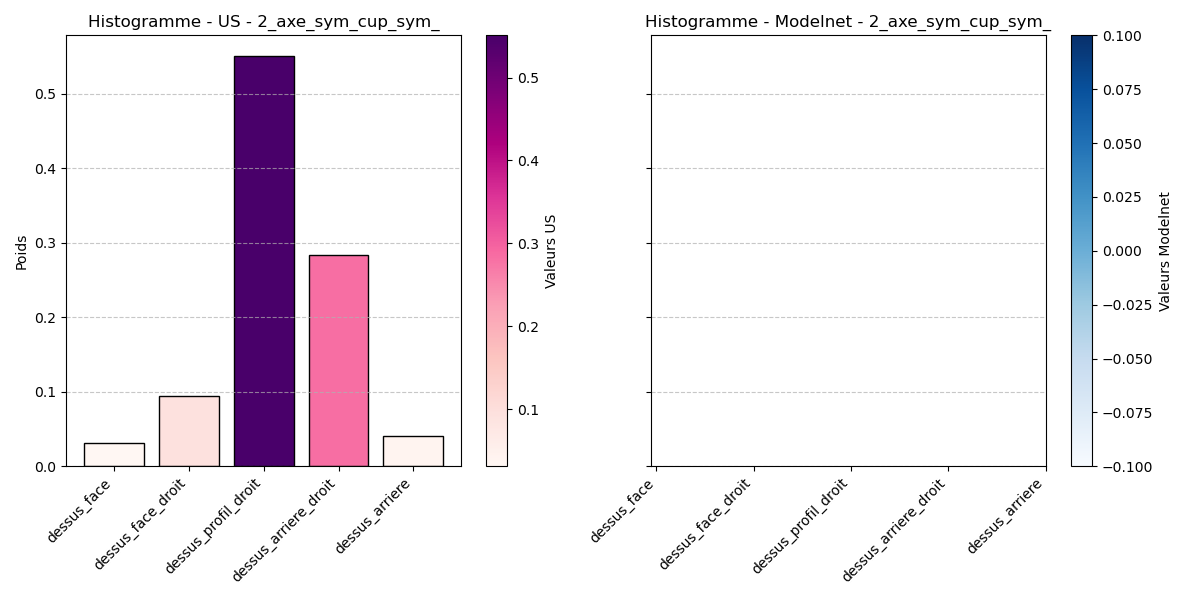 Histogramme - US - 2_axe_sym_cup_sym_
Poids
0.5
0.4
0.3
0.2
0.1
0.0
dessus_face
dessus_face_droit
dessus_profil_droit
dessus_arriere_droit
dessus_arriere
0.5
0.4
0.3
0.2
0.1
Valeurs US
Histogramme - Modelnet - 2_axe_sym_cup_sym_
dessus_face
dessus_face_droit
dessus_profil_droit
dessus_arriere_droit
dessus_arriere
0.100
0.075
0.050
0.025
0.000
−0.025
−0.050
−0.075
−0.100
Valeurs Modelnet